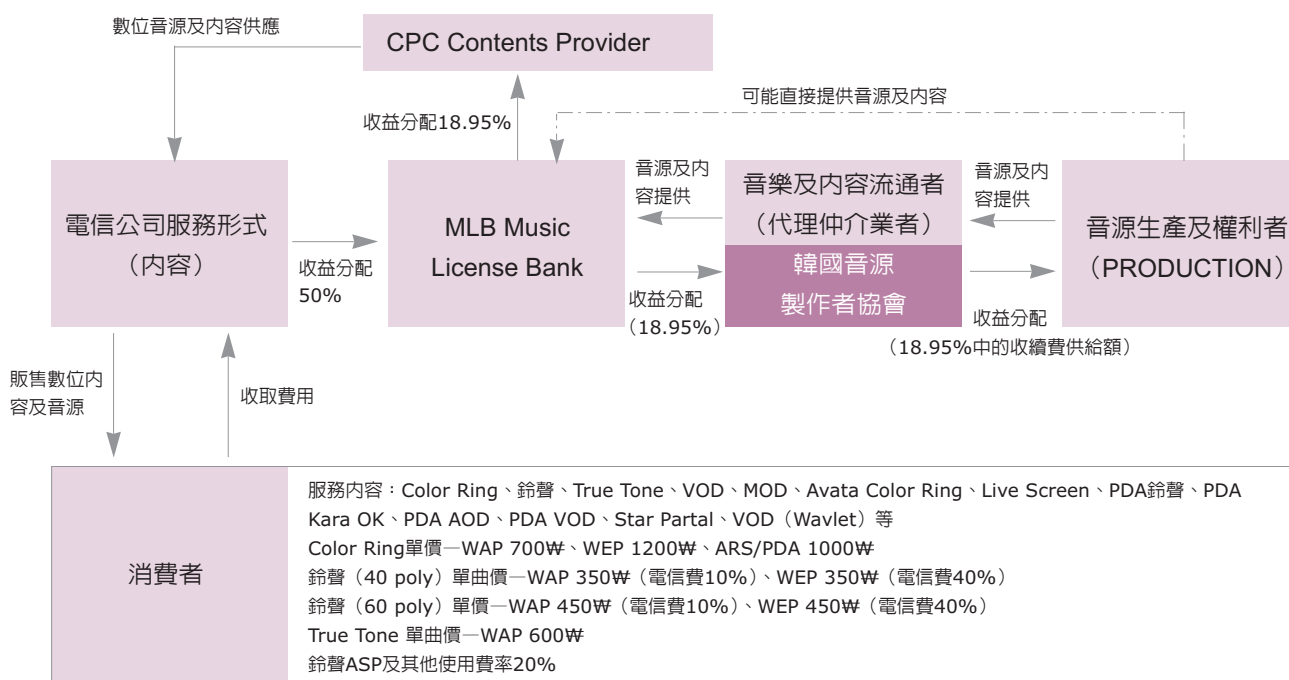 數位音源及內容供應
CPC Contents Provider
收益分配18.95%
可能直接提供音源及內容
電信公司服務形式
（內容）
收益分配
50%
MLB Music
License Bank
音源及內
容提供
收益分配
（18.95%）
音樂及內容流通者
（代理仲介業者）
韓國音源
製作者協會
音源及內
容提供
收益分配
（18.95%中的收續費供給額）
音源生產及權利者
（PRODUCTION）
販售數位內
容及音源
收取費用
消費者
服務內容：Color Ring、鈴聲、True Tone、VOD、MOD、Avata Color Ring、Live Screen、PDA鈴聲、PDA
Kara OK、PDA AOD、PDA VOD、Star Partal、VOD（Wavlet）等
Color Ring單價—WAP 700₩、WEP 1200₩、ARS/PDA 1000₩
鈴聲（40 poly）單曲價—WAP 350₩（電信費10%）、WEP 350₩（電信費40%）
鈴聲（60 poly）單價—WAP 450₩（電信費10%）、WEP 450₩（電信費40%）
True Tone 單曲價—WAP 600₩
鈴聲ASP及其他使用費率20%